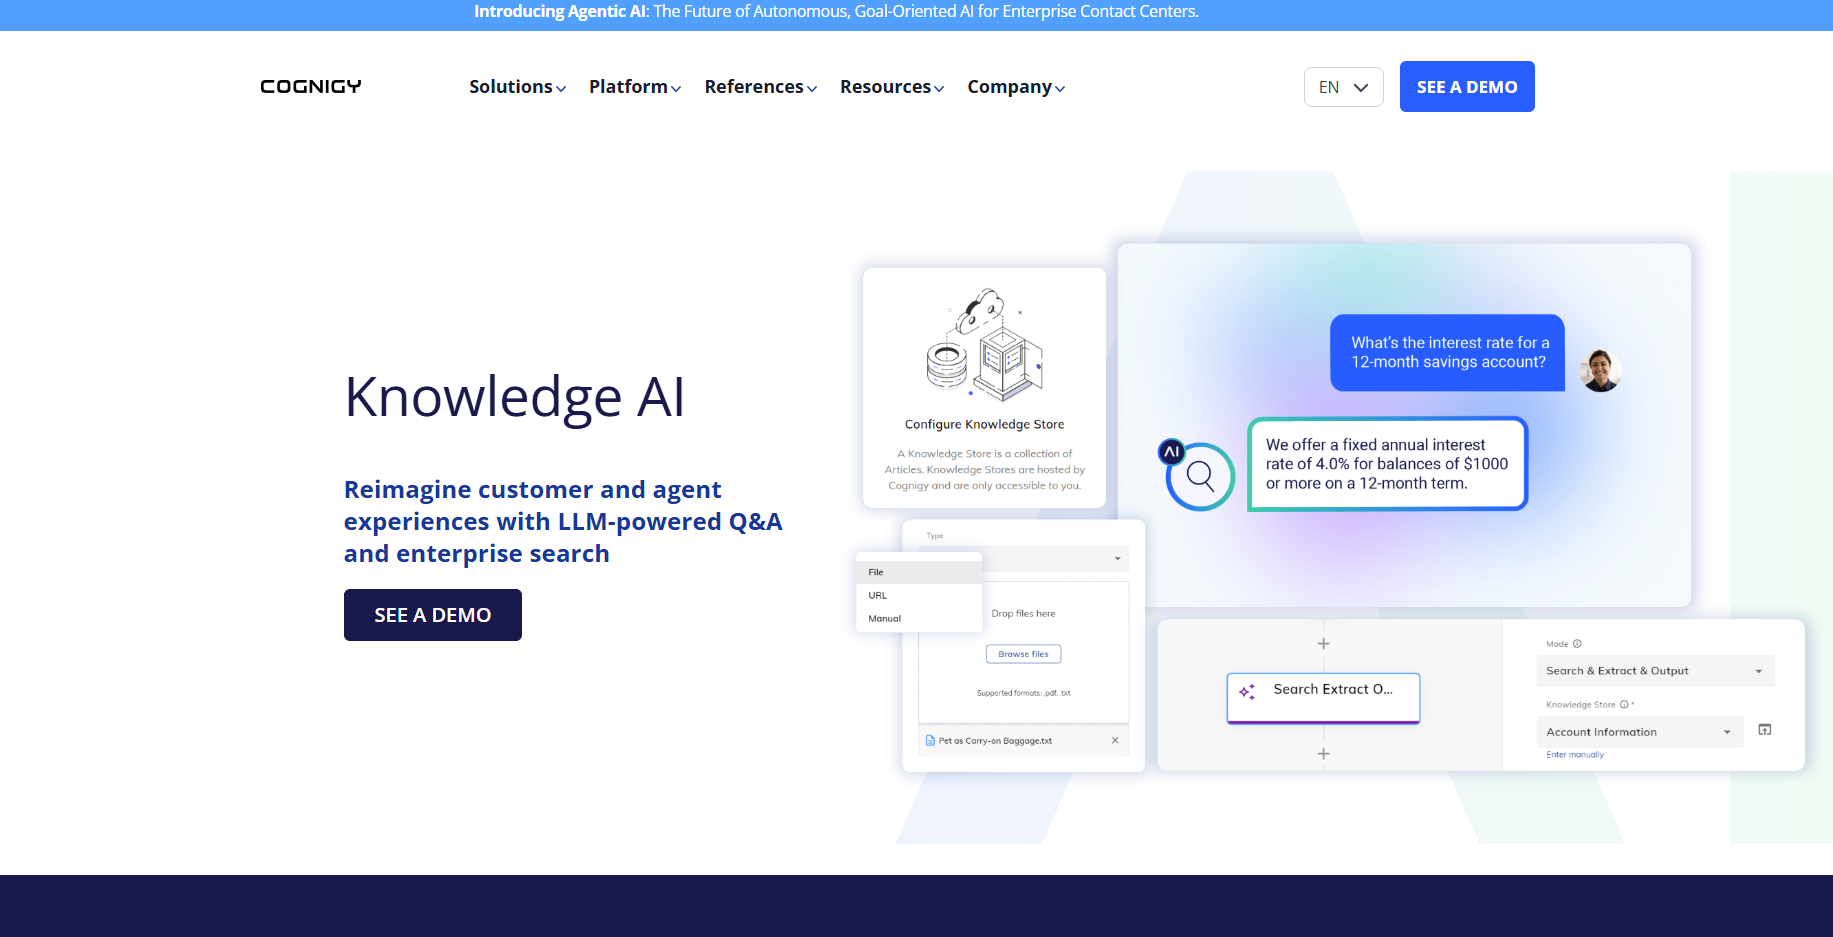 Introducing Agentic AI: The Future of Autonomous, Goal-Oriented AI for Enterprise Contact Centers.
COGNIGY
Solutions
Platform
References
Resources
Company
EN
SEE A DEMO
Knowledge AI
Reimagine customer and agent
experiences with LLM-powered Q&A
and enterprise search
SEE A DEMO
Configure Knowledge Store
A Knowledge Store is a collection of
Articles. Knowledge Stores are hosted by
Cognigy and are only accessible to you.
What's the interest rate for a
12-month savings account?
AI
We offer a fixed annual interest
rate of 4.0% for balances of $1000
or more on a 12-month term.
Type
File
URL
Manual
Drop files here
Browse files
Supported formats: .pdf, .txt
Pet as Carry-on Baggage.txt
Search Extract O...
Mode
Search & Extract & Output
Knowledge Store *
Account Information
Enter manually